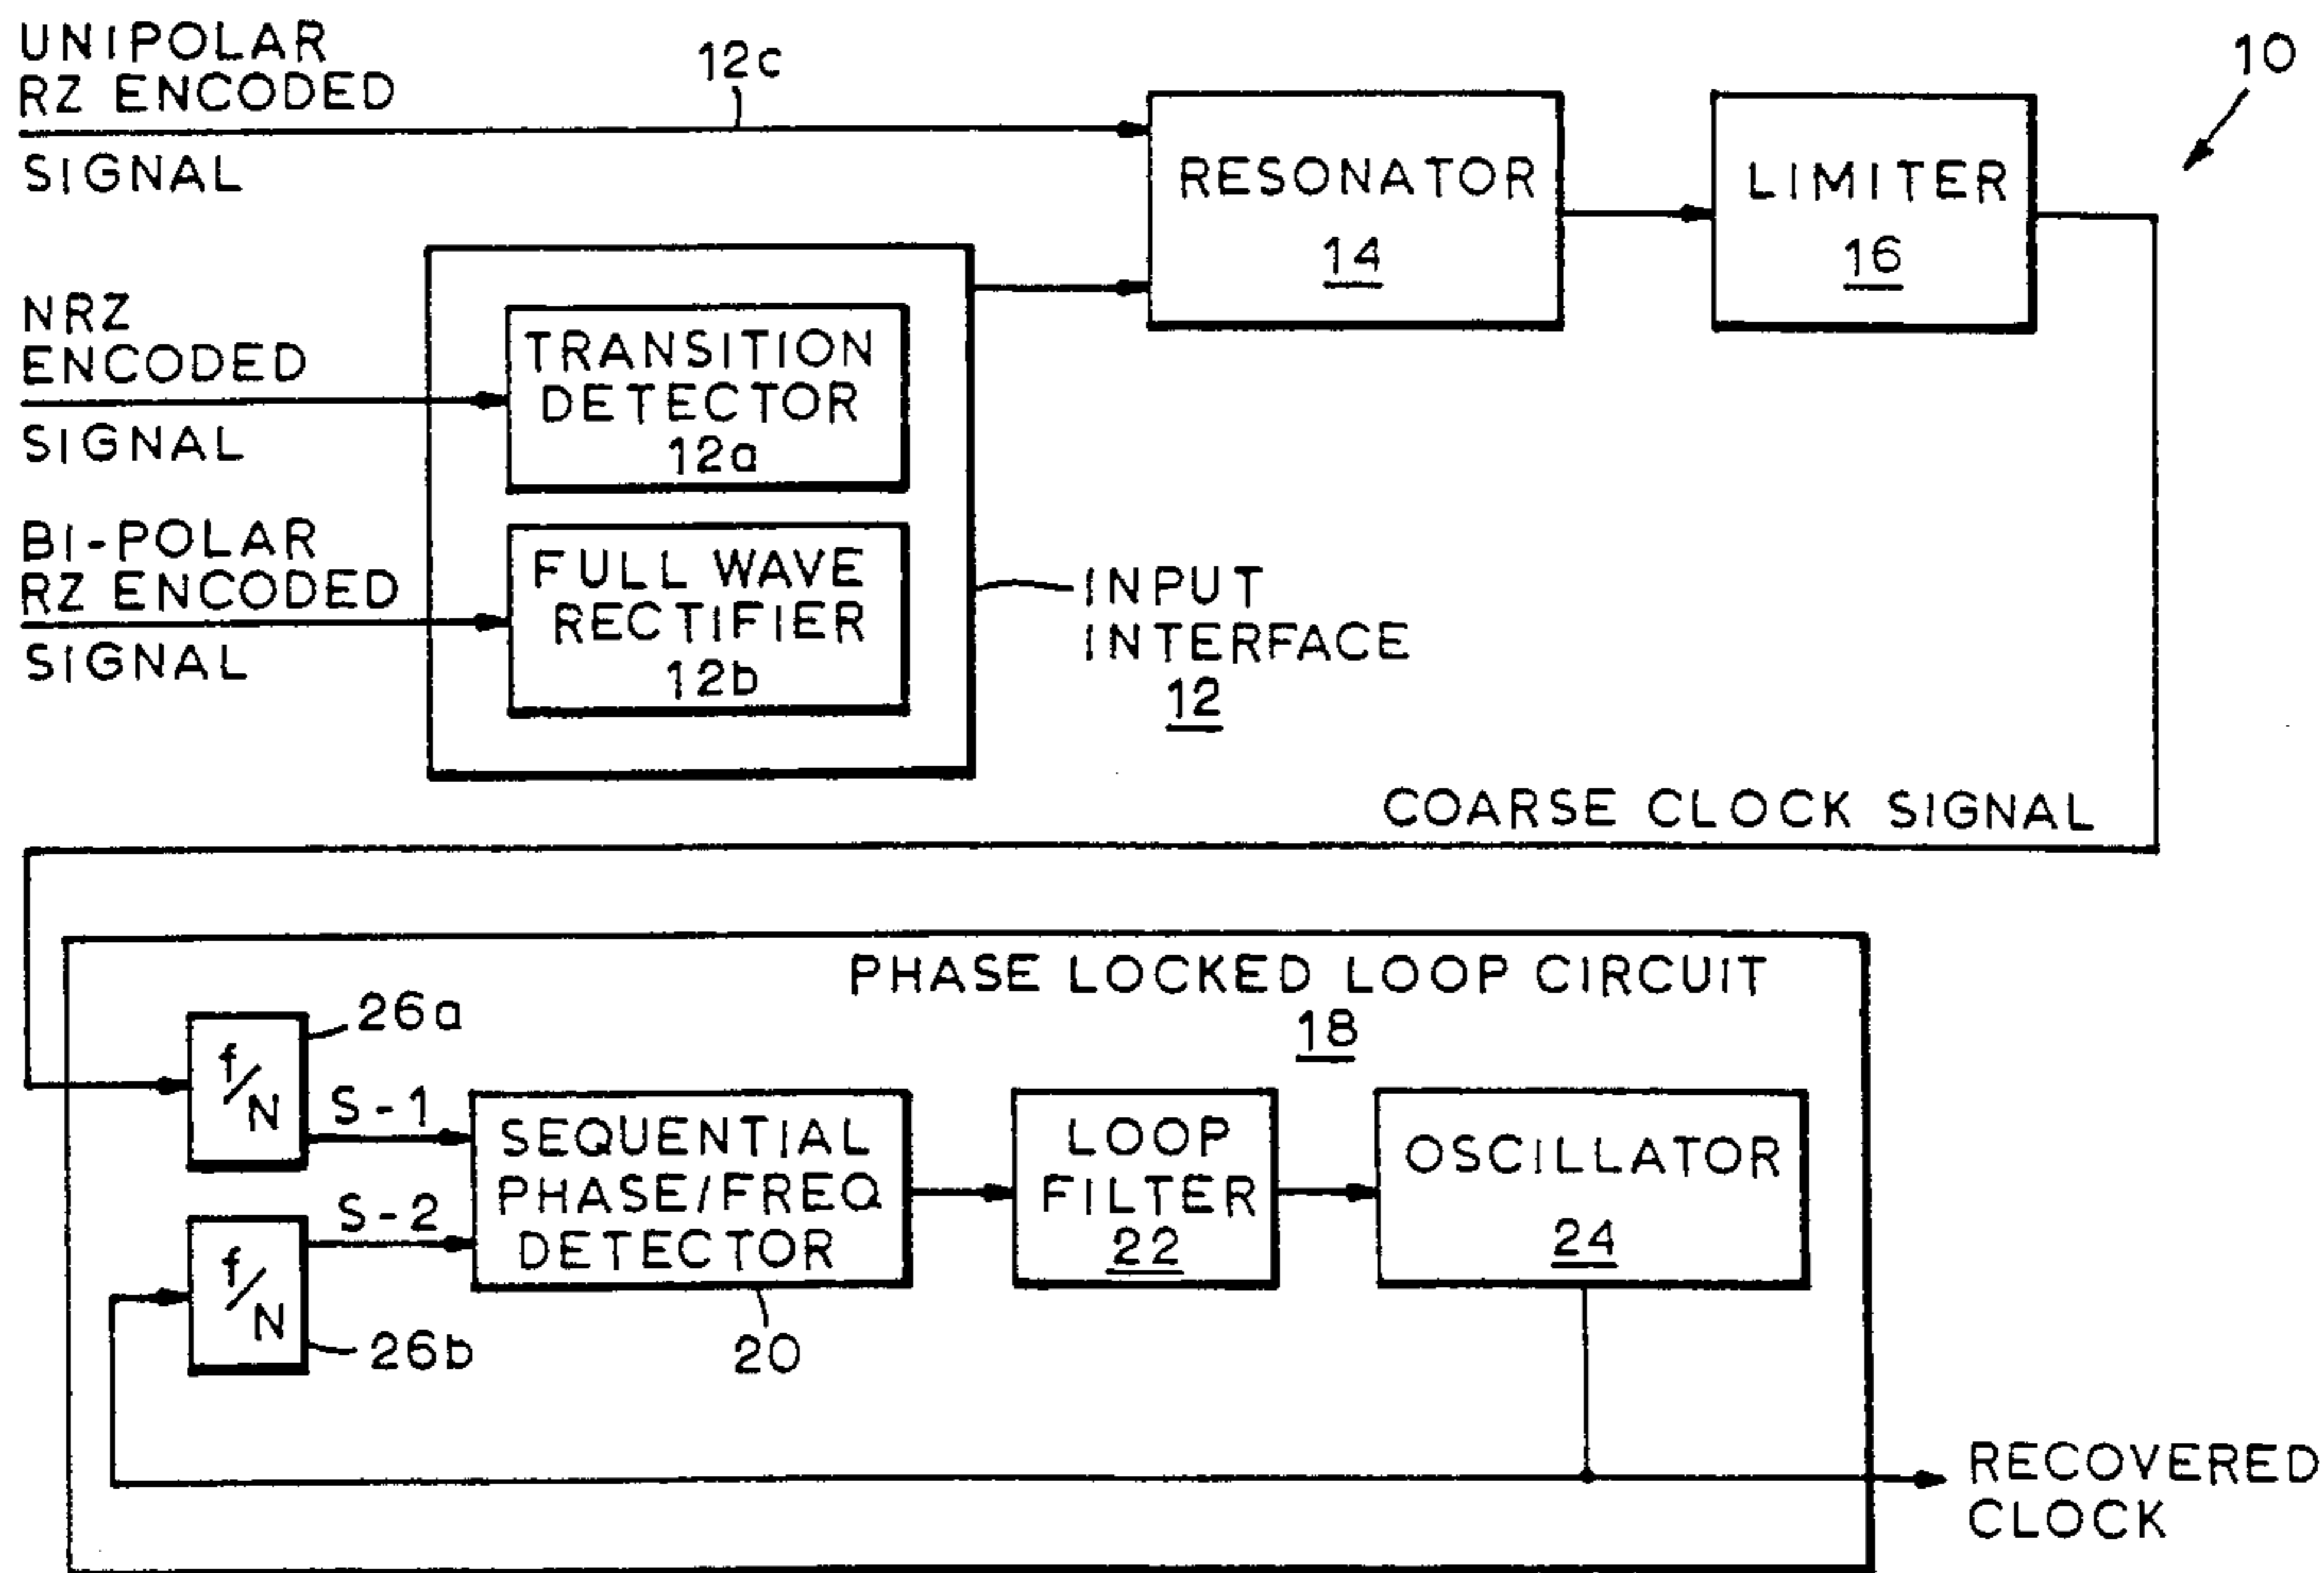 UNIPOLAR
RZ ENCODED
SIGNAL
12c
10
RESONATOR
14
LIMITER
16
NRZ
ENCODED
SIGNAL
TRANSITION
DETECTOR
12a
BI-POLAR
RZ ENCODED
SIGNAL
FULL WAVE
RECTIFIER
12b
INPUT
INTERFACE
12
COARSE CLOCK SIGNAL
PHASE LOCKED LOOP CIRCUIT
18
26a
f/N
S-1
S-2
f/N
26b
SEQUENTIAL
PHASE/FREQ
DETECTOR
20
LOOP
FILTER
22
OSCILLATOR
24
RECOVERED
CLOCK